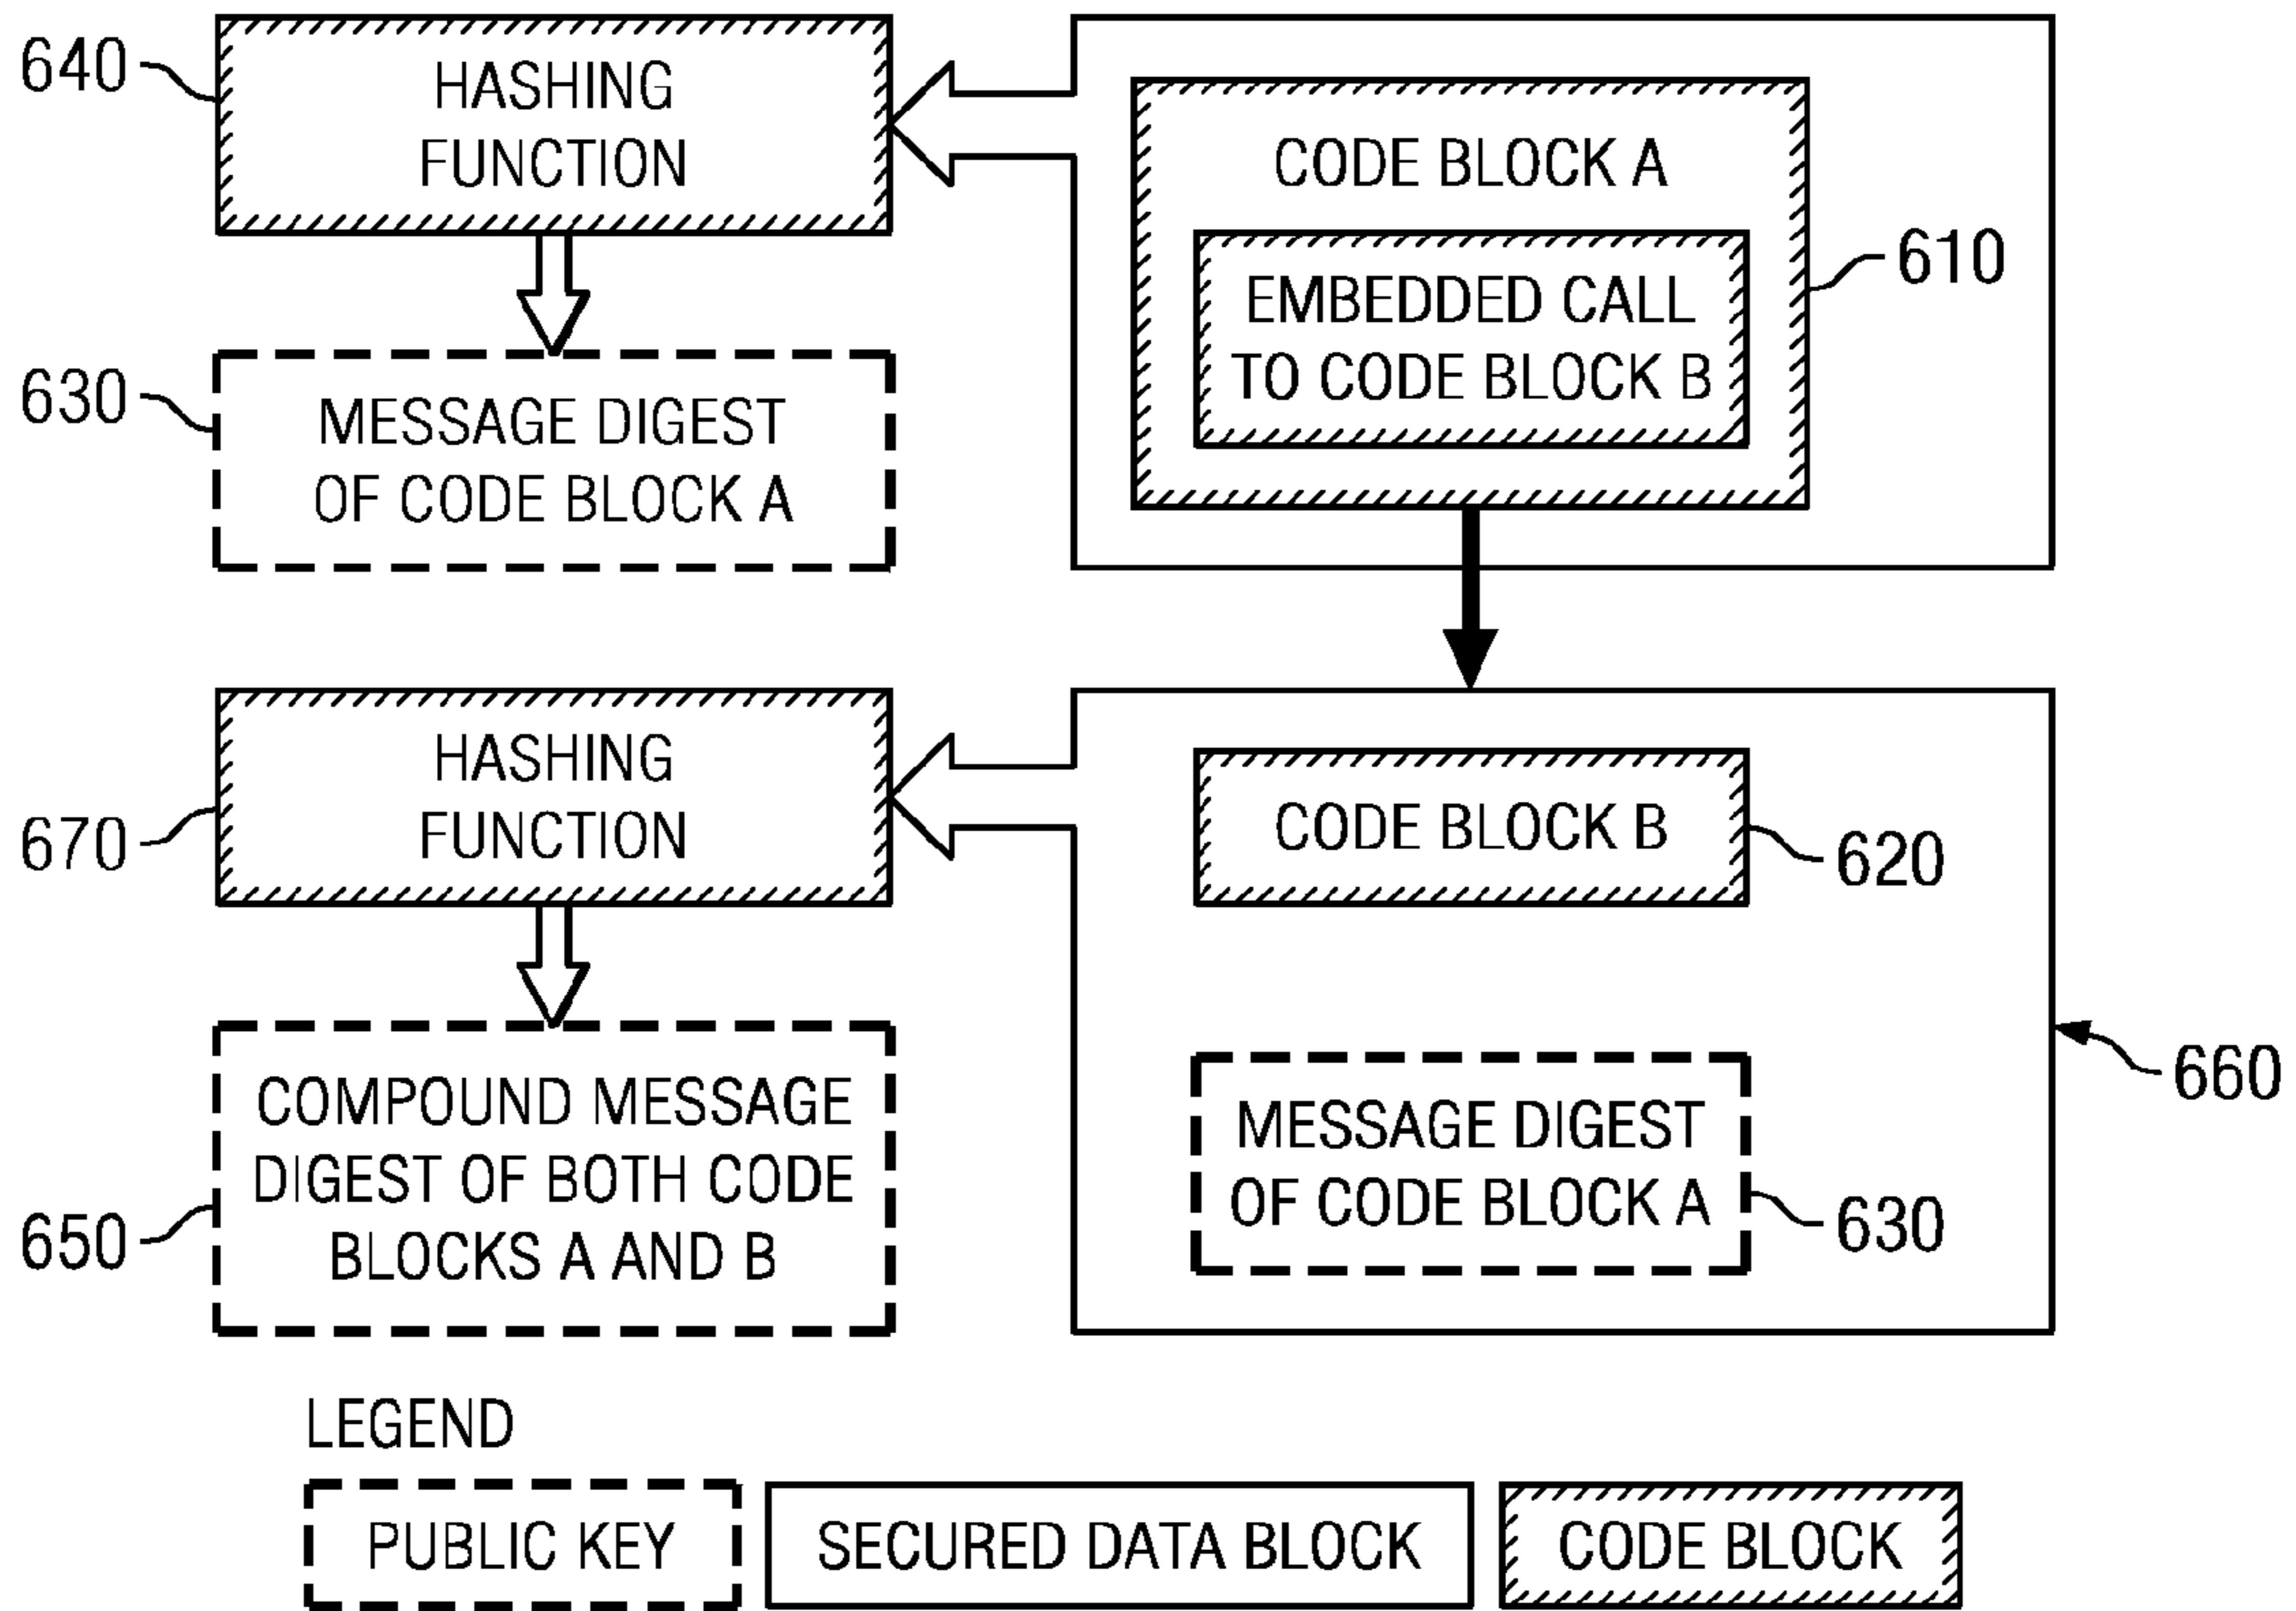 640
HASHING
FUNCTION
CODE BLOCK A
EMBEDDED CALL
TO CODE BLOCK B
610
630
MESSAGE DIGEST
OF CODE BLOCK A
670
HASHING
FUNCTION
CODE BLOCK B
620
650
COMPOUND MESSAGE
DIGEST OF BOTH CODE
BLOCKS A AND B
MESSAGE DIGEST
OF CODE BLOCK A
630
660
LEGEND
PUBLIC KEY
SECURED DATA BLOCK
CODE BLOCK